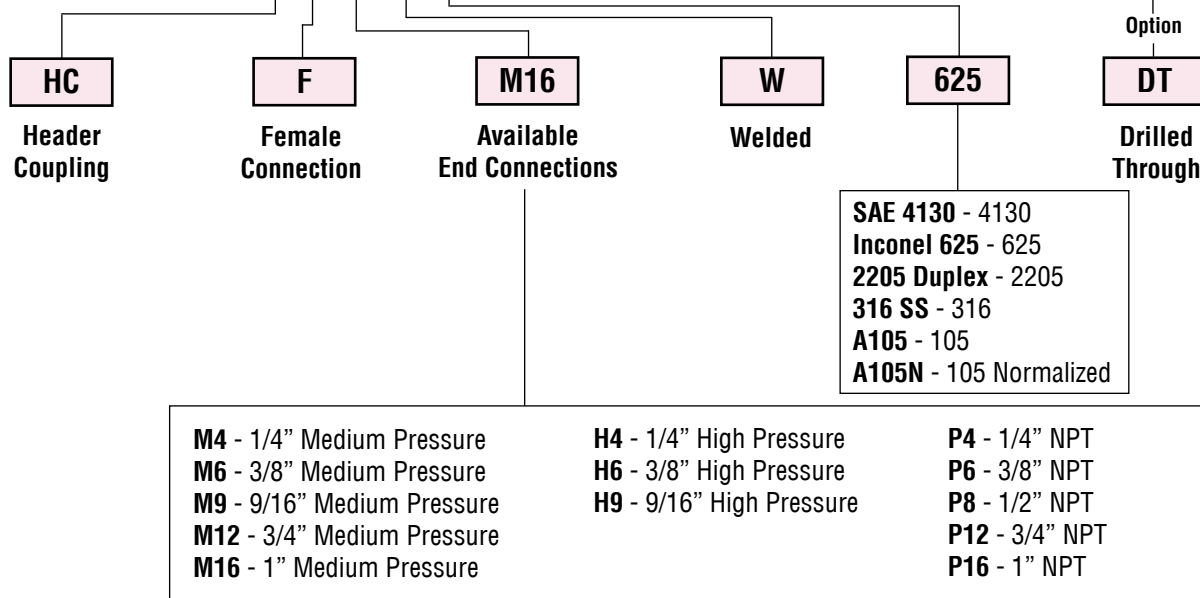 Option
HC F M16 W 625 DT
Header Coupling
Female Connection
Available End Connections
Welded
Drilled Through
SAE 4130 - 4130
Inconel 625 - 625
2205 Duplex - 2205
316 SS - 316
A105 - 105
A105N - 105 Normalized
M4 - 1/4” Medium Pressure
M6 - 3/8” Medium Pressure
M9 - 9/16” Medium Pressure
M12 - 3/4” Medium Pressure
M16 - 1” Medium Pressure
H4 - 1/4” High Pressure
H6 - 3/8” High Pressure
H9 - 9/16” High Pressure
P4 - 1/4” NPT
P6 - 3/8” NPT
P8 - 1/2” NPT
P12 - 3/4” NPT
P16 - 1” NPT